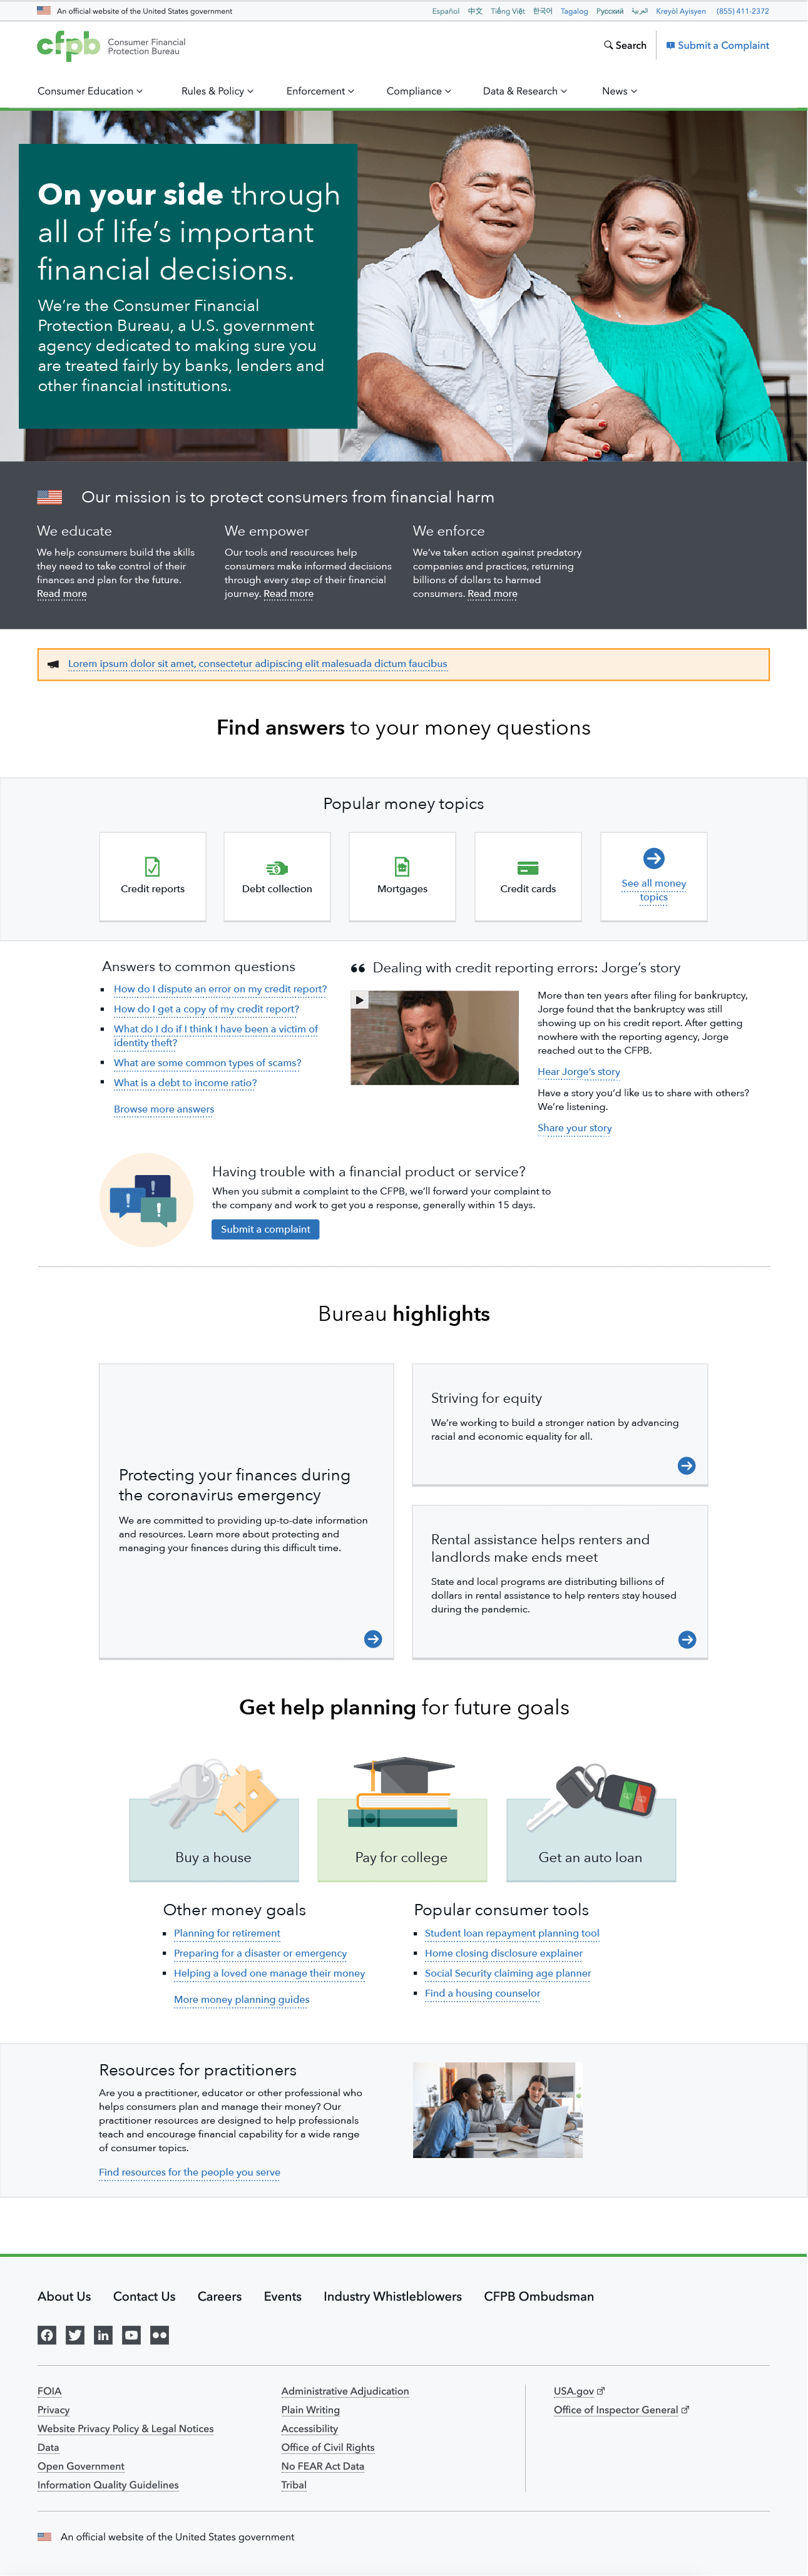 An official website of the United States government
Español 中文 Tiếng Việt 한국어 Tagalog Pусский العربية Kreyòl Ayisyen (855) 411-2372
cfpb Consumer Financial
Protection Bureau
Search
Submit a Complaint
Consumer Education Rules & Policy Enforcement Compliance Data & Research News
On your side through
all of life’s important
financial decisions.
We’re the Consumer Financial
Protection Bureau, a U.S. government
agency dedicated to making sure you
are treated fairly by banks, lenders and
other financial institutions.
Our mission is to protect consumers from financial harm
We educate
We help consumers build the skills
they need to take control of their
finances and plan for the future.
Read more
We empower
Our tools and resources help
consumers make informed decisions
through every step of their financial
journey. Read more
We enforce
We’ve taken action against predatory
companies and practices, returning
billions of dollars to harmed
consumers. Read more
Lorem ipsum dolor sit amet, consectetur adipiscing elit malesuada dictum faucibus
Find answers to your money questions
Popular money topics
Credit reports
Debt collection
Mortgages
Credit cards
See all money
topics
Answers to common questions
How do I dispute an error on my credit report?
How do I get a copy of my credit report?
What do I do if I think I have been a victim of
identity theft?
What are some common types of scams?
What is a debt to income ratio?
Browse more answers
Dealing with credit reporting errors: Jorge’s story
More than ten years after filing for bankruptcy,
Jorge found that the bankruptcy was still
showing up on his credit report. After getting
nowhere with the reporting agency, Jorge
reached out to the CFPB.
Hear Jorge’s story
Have a story you’d like us to share with others?
We’re listening.
Share your story
Having trouble with a financial product or service?
When you submit a complaint to the CFPB, we’ll forward your complaint to
the company and work to get you a response, generally within 15 days.
Submit a complaint
Bureau highlights
Protecting your finances during
the coronavirus emergency
We are committed to providing up-to-date information
and resources. Learn more about protecting and
managing your finances during this difficult time.
Striving for equity
We’re working to build a stronger nation by advancing
racial and economic equality for all.
Rental assistance helps renters and
landlords make ends meet
State and local programs are distributing billions of
dollars in rental assistance to help renters stay housed
during the pandemic.
Get help planning for future goals
Buy a house
Pay for college
Get an auto loan
Other money goals
Planning for retirement
Preparing for a disaster or emergency
Helping a loved one manage their money
More money planning guides
Popular consumer tools
Student loan repayment planning tool
Home closing disclosure explainer
Social Security claiming age planner
Find a housing counselor
Resources for practitioners
Are you a practitioner, educator or other professional who
helps consumers plan and manage their money? Our
practitioner resources are designed to help professionals
teach and encourage financial capability for a wide range
of consumer topics.
Find resources for the people you serve
About Us Contact Us Careers Events Industry Whistleblowers CFPB Ombudsman
FOIA
Privacy
Website Privacy Policy & Legal Notices
Data
Open Government
Information Quality Guidelines
Administrative Adjudication
Plain Writing
Accessibility
Office of Civil Rights
No FEAR Act Data
Tribal
USA.gov
Office of Inspector General
An official website of the United States government